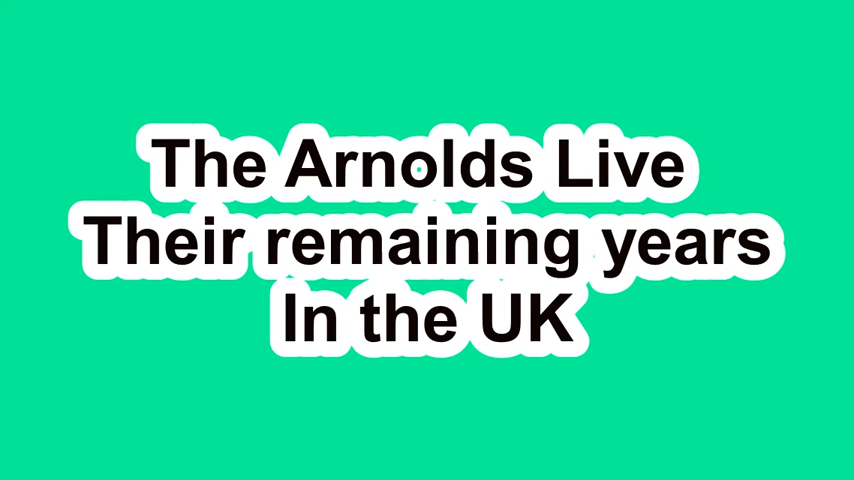 The Arnolds Live
Their remaining years
In the UK